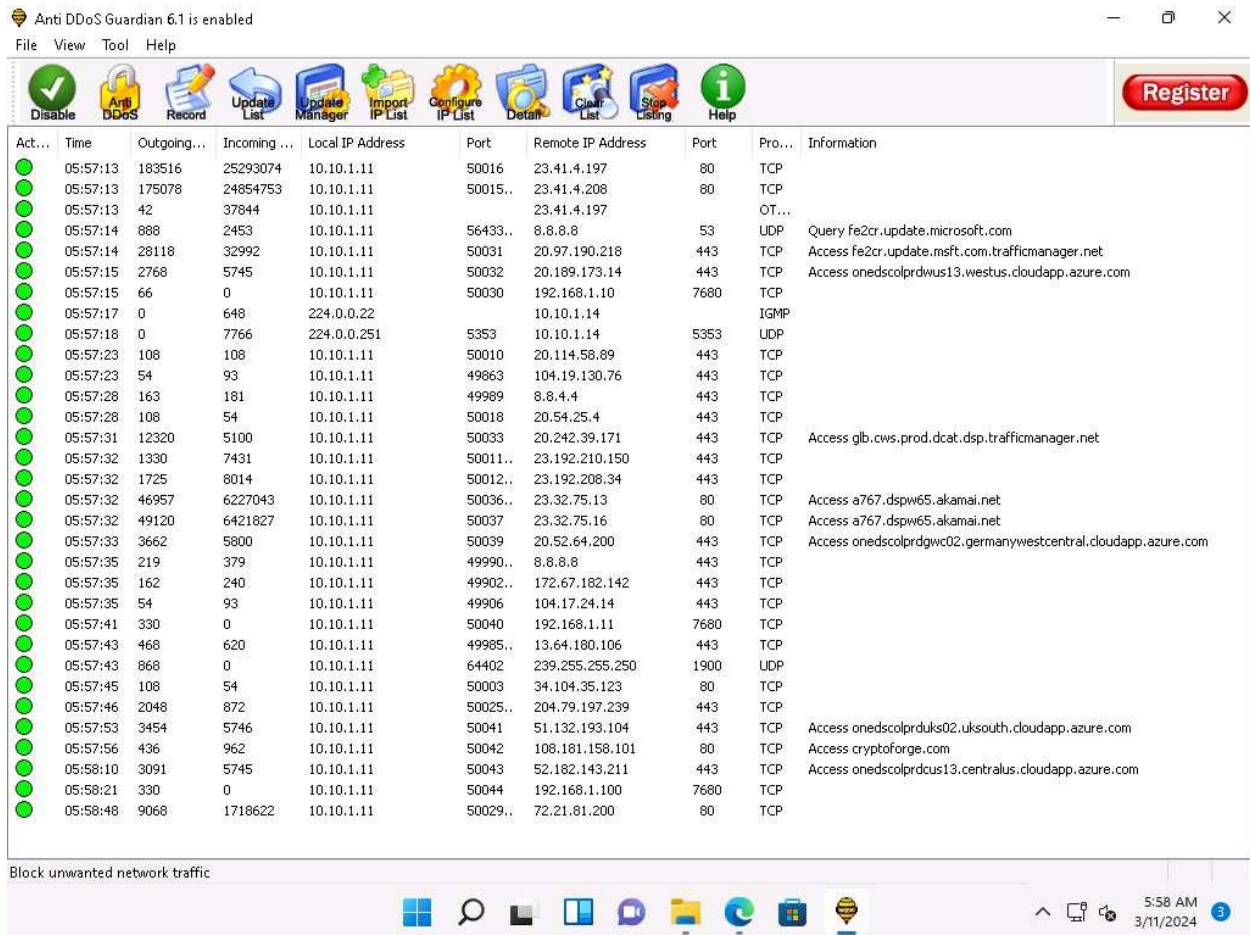 Anti DDoS Guardian 6.1 is enabled
File View Tool Help
Disable Anti DDoS Record Update List Update Manager Import IP List Configure IP List Detail Clear List Stop Listing Help Register
Act... Time Outgoing... Incoming ... Local IP Address Port Remote IP Address Port Pro... Information
05:57:13 183516 25293074 10.10.1.11 50016 23.41.4.197 80 TCP
05:57:13 175078 24854753 10.10.1.11 50015.. 23.41.4.208 80 TCP
05:57:13 42 37844 10.10.1.11 23.41.4.197 OT...
05:57:14 888 2453 10.10.1.11 56433.. 8.8.8.8 53 UDP Query fe2cr.update.microsoft.com
05:57:14 28118 32992 10.10.1.11 50031 20.97.190.218 443 TCP Access fe2cr.update.msft.com.trafficmanager.net
05:57:15 2768 5745 10.10.1.11 50032 20.189.173.14 443 TCP Access onedscolprdwus13.westus.cloudapp.azure.com
05:57:15 66 0 10.10.1.11 50030 192.168.1.10 7680 TCP
05:57:17 0 648 224.0.0.22 10.10.1.14 IGMP
05:57:18 0 7766 224.0.0.251 5353 10.10.1.14 5353 UDP
05:57:23 108 108 10.10.1.11 50010 20.114.58.89 443 TCP
05:57:23 54 93 10.10.1.11 49863 104.19.130.76 443 TCP
05:57:28 163 181 10.10.1.11 49989 8.8.4.4 443 TCP
05:57:28 108 54 10.10.1.11 50018 20.54.25.4 443 TCP
05:57:31 12320 5100 10.10.1.11 50033 20.242.39.171 443 TCP Access glb.cws.prod.dcat.dsp.trafficmanager.net
05:57:32 1330 7431 10.10.1.11 50011.. 23.192.210.150 443 TCP
05:57:32 1725 8014 10.10.1.11 50012.. 23.192.208.34 443 TCP
05:57:32 46957 6227043 10.10.1.11 50036.. 23.32.75.13 80 TCP Access a767.dspw65.akamai.net
05:57:32 49120 6421827 10.10.1.11 50037 23.32.75.16 80 TCP Access a767.dspw65.akamai.net
05:57:33 3662 5800 10.10.1.11 50039 20.52.64.200 443 TCP Access onedscolprdgwc02.germanywestcentral.cloudapp.azure.com
05:57:35 219 379 10.10.1.11 49990.. 8.8.8.8 443 TCP
05:57:35 162 240 10.10.1.11 49902.. 172.67.182.142 443 TCP
05:57:35 54 93 10.10.1.11 49906 104.17.24.14 443 TCP
05:57:41 330 0 10.10.1.11 50040 192.168.1.11 7680 TCP
05:57:43 468 620 10.10.1.11 49985.. 13.64.180.106 443 TCP
05:57:43 868 0 10.10.1.11 64402 239.255.255.250 1900 UDP
05:57:45 108 54 10.10.1.11 50003 34.104.35.123 80 TCP
05:57:46 2048 872 10.10.1.11 50025.. 204.79.197.239 443 TCP
05:57:53 3454 5746 10.10.1.11 50041 51.132.193.104 443 TCP Access onedscolprduks02.uksouth.cloudapp.azure.com
05:57:56 436 962 10.10.1.11 50042 108.181.158.101 80 TCP Access cryptoforge.com
05:58:10 3091 5745 10.10.1.11 50043 52.182.143.211 443 TCP Access onedscolprdcus13.centralus.cloudapp.azure.com
05:58:21 330 0 10.10.1.11 50044 192.168.1.100 7680 TCP
05:58:48 9068 1718622 10.10.1.11 50029.. 72.21.81.200 80 TCP
Block unwanted network traffic
5:58 AM
3/11/2024
3